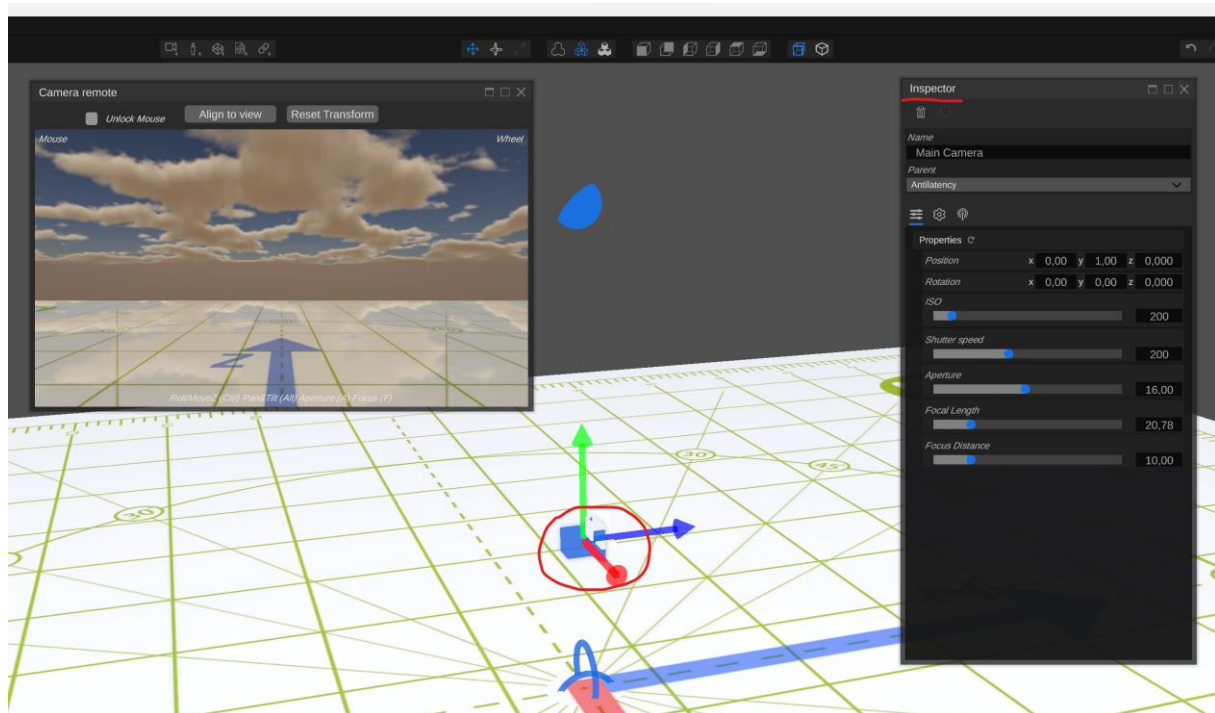 Camera remote
Unlock Mouse
Align to view
Reset Transform
Mouse
Wheel
Roll/MoveZ (Ctrl) Pan&Tilt (Alt) Aperture (A) Focus (F)
Z
30
30
45
Inspector
Name
Main Camera
Parent
Antilatency
Properties
Position x 0,00 y 1,00 z 0,000
Rotation x 0,00 y 0,00 z 0,000
ISO
200
Shutter speed
200
Aperture
16,00
Focal Length
20,78
Focus Distance
10,00